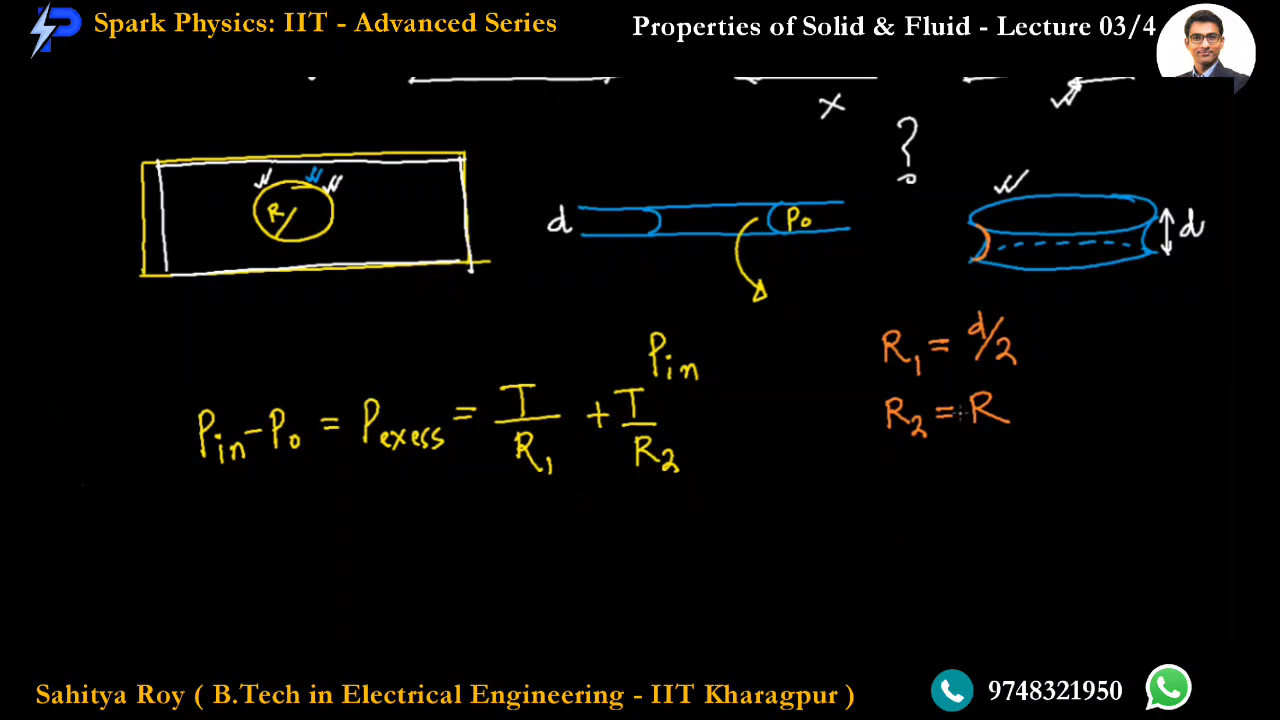 Spark Physics: IIT - Advanced Series
Properties of Solid & Fluid - Lecture 03/4
x
?
R
d
P₀
d
R₁ = d/2
R₂ = R
Pin
Pin - P₀ = Pexess = T/R₁ + T/R₂
Sahitya Roy ( B.Tech in Electrical Engineering - IIT Kharagpur )
9748321950